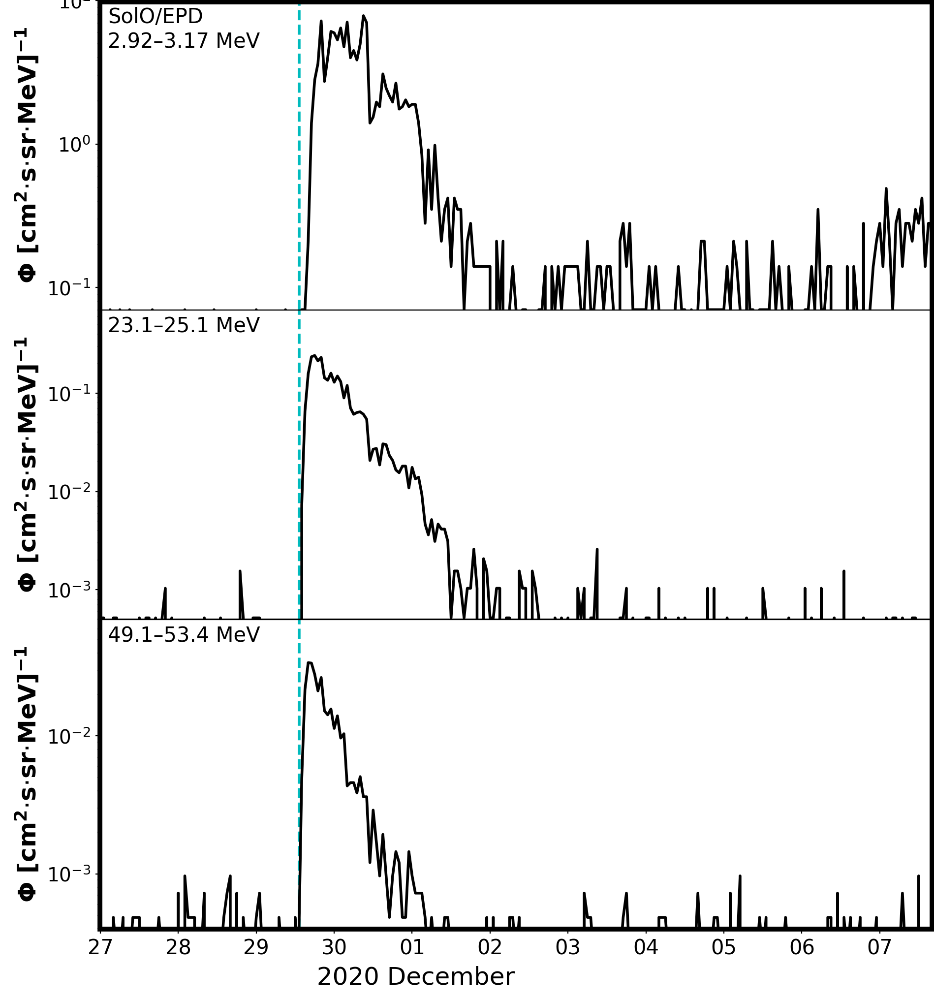 SolO/EPD
2.92–3.17 MeV
Φ [cm²·s·sr·MeV]⁻¹
10⁰
10⁻¹
23.1–25.1 MeV
Φ [cm²·s·sr·MeV]⁻¹
10⁻¹
10⁻²
10⁻³
49.1–53.4 MeV
Φ [cm²·s·sr·MeV]⁻¹
10⁻²
10⁻³
27 28 29 30 01 02 03 04 05 06 07
2020 December